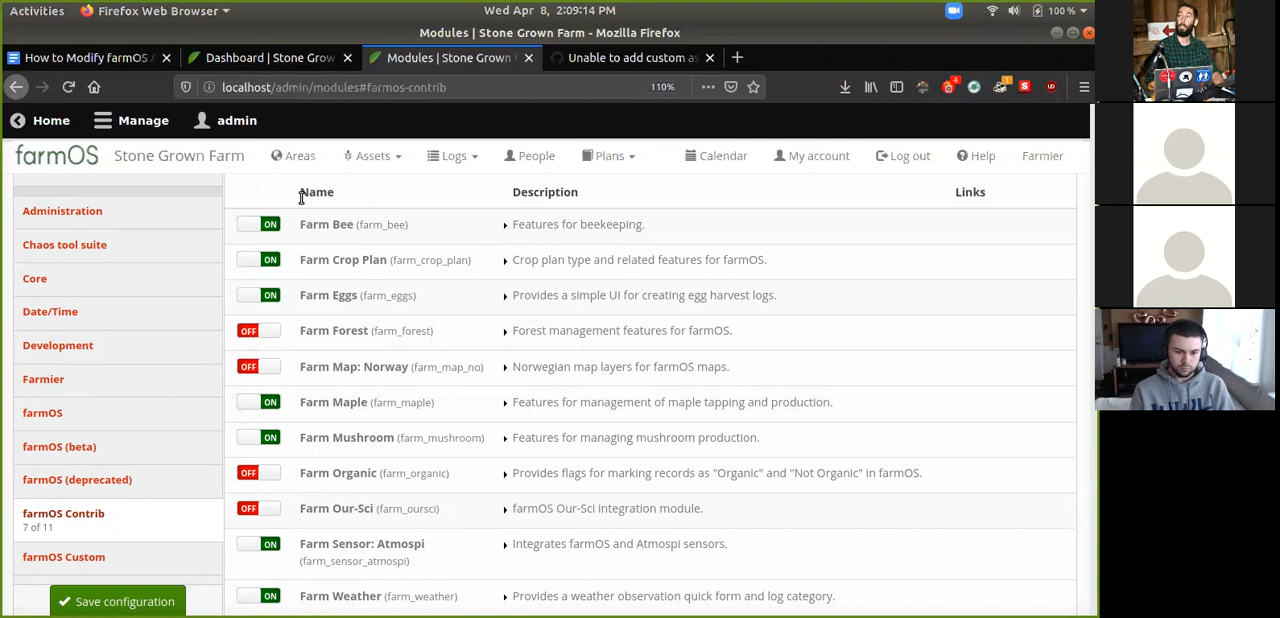 Activities Firefox Web Browser Wed Apr 8, 2:09:14 PM 100 %
Modules | Stone Grown Farm - Mozilla Firefox
How to Modify farmOS A Dashboard | Stone Grow Modules | Stone Grown F Unable to add custom as
localhost/admin/modules#farmos-contrib 110%
Home Manage admin
farmOS Stone Grown Farm Areas Assets Logs People Plans Calendar My account Log out Help Farmier
Name Description Links
Administration
Farm Bee (farm_bee) Features for beekeeping.
Chaos tool suite
Farm Crop Plan (farm_crop_plan) Crop plan type and related features for farmOS.
Core
ON Farm Eggs (farm_eggs) Provides a simple UI for creating egg harvest logs.
Date/Time
OFF Farm Forest (farm_forest) Forest management features for farmOS.
Development
OFF Farm Map: Norway (farm_map_no) Norwegian map layers for farmOS maps.
Farmier
ON Farm Maple (farm_maple) Features for management of maple tapping and production.
farmOS
ON Farm Mushroom (farm_mushroom) Features for managing mushroom production.
farmOS (beta)
OFF Farm Organic (farm_organic) Provides flags for marking records as "Organic" and "Not Organic" in farmOS.
farmOS (deprecated)
OFF Farm Our-Sci (farm_oursci) farmOS Our-Sci integration module.
farmOS Contrib
7 of 11
ON Farm Sensor: Atmospi Integrates farmOS and Atmospi sensors.
(farm_sensor_atmospi)
farmOS Custom
ON Farm Weather (farm_weather) Provides a weather observation quick form and log category.
Save configuration